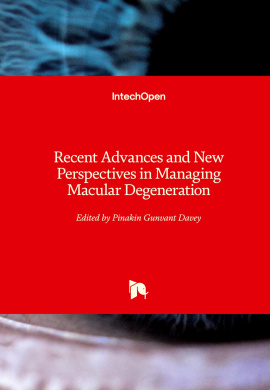 IntechOpen
Recent Advances and New
Perspectives in Managing
Macular Degeneration
Edited by Pinakin Gunvant Davey